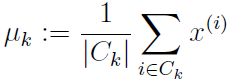 μ_k := \frac{1}{|C_k|} \sum_{i \in C_k} x^{(i)}